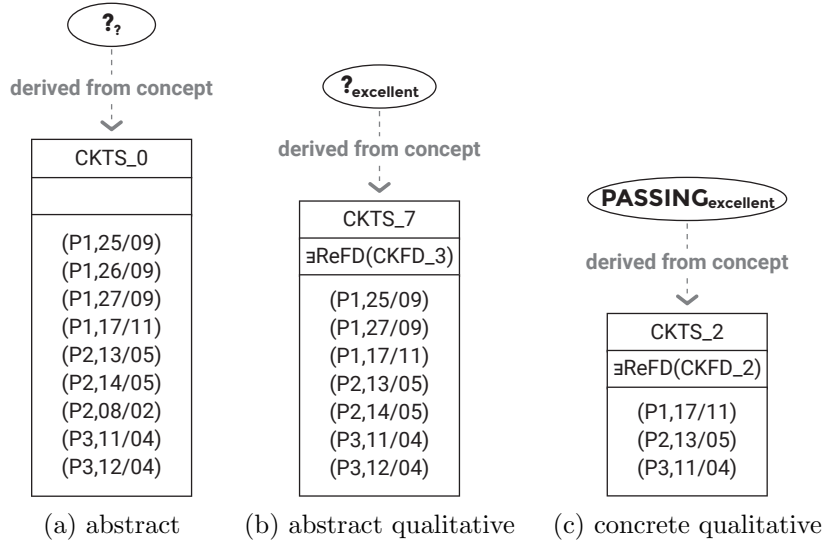 ??
derived from concept
CKTS_0
(P1,25/09)
(P1,26/09)
(P1,27/09)
(P1,17/11)
(P2,13/05)
(P2,14/05)
(P2,08/02)
(P3,11/04)
(P3,12/04)
(a) abstract
?excellent
derived from concept
CKTS_7
∃ReFD(CKFD_3)
(P1,25/09)
(P1,27/09)
(P1,17/11)
(P2,13/05)
(P2,14/05)
(P3,11/04)
(P3,12/04)
(b) abstract qualitative
PASSINGexcellent
derived from concept
CKTS_2
∃ReFD(CKFD_2)
(P1,17/11)
(P2,13/05)
(P3,11/04)
(c) concrete qualitative